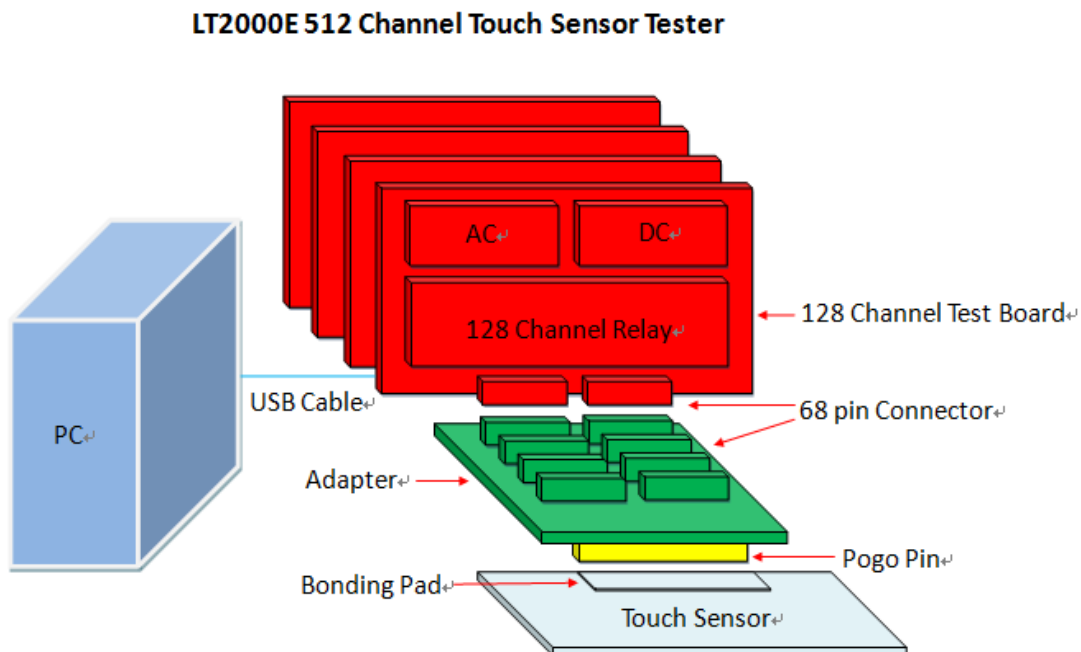 LT2000E 512 Channel Touch Sensor Tester
AC↵
DC↵
128 Channel Relay↵
128 Channel Test Board↵
USB Cable↵
68 pin Connector↵
PC↵
Adapter↵
Pogo Pin↵
Bonding Pad↵
Touch Sensor↵